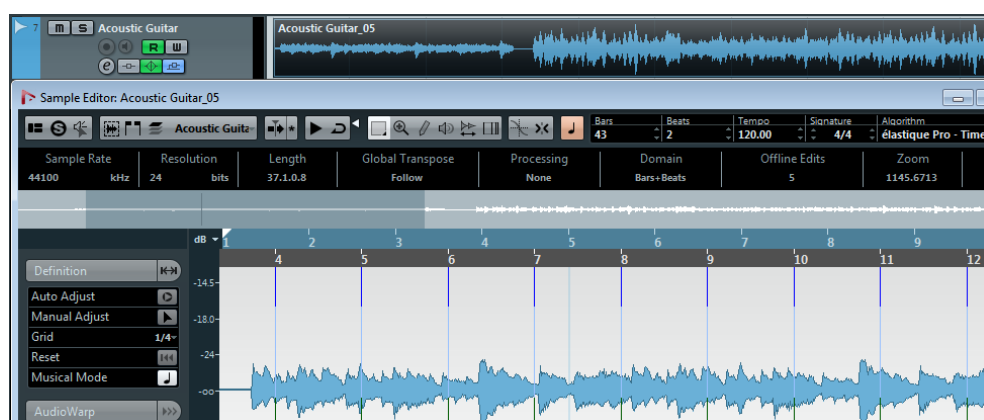 7 m S Acoustic Guitar
R W
e
Acoustic Guitar_05
Sample Editor: Acoustic Guitar_05
Acoustic Guita
Bars Beats Tempo Signature Algorithm
43 2 120.00 4/4 élastique Pro - Time
Sample Rate Resolution Length Global Transpose Processing Domain Offline Edits Zoom
44100 kHz 24 bits 37.1.0.8 Follow None Bars+Beats 5 1145.6713
dB 1 2 3 4 5 6 7 8 9
4 5 6 7 8 9 10 11 12
Definition
-14.5
Auto Adjust
Manual Adjust
-18.0
Grid 1/4
Reset
-24
Musical Mode
-oo
AudioWarp